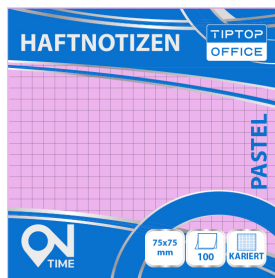 HAFTNOTIZEN
TIPTOP
OFFICE
PASTEL
ON
TIME
75x75
mm
100
KARIERT